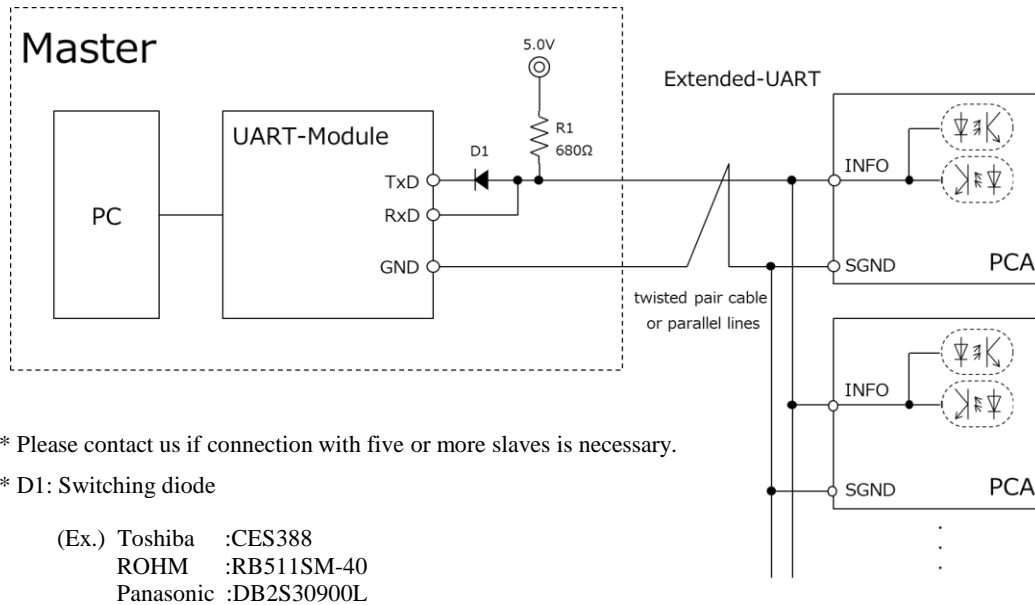 Master
5.0V
Extended-UART
UART-Module
R1
680Ω
D1
INFO
TxD
RxD
PC
GND
SGND
PCA
twisted pair cable
or parallel lines
INFO
SGND
PCA
* Please contact us if connection with five or more slaves is necessary.
* D1: Switching diode
(Ex.) Toshiba :CES388
ROHM :RB511SM-40
Panasonic :DB2S30900L